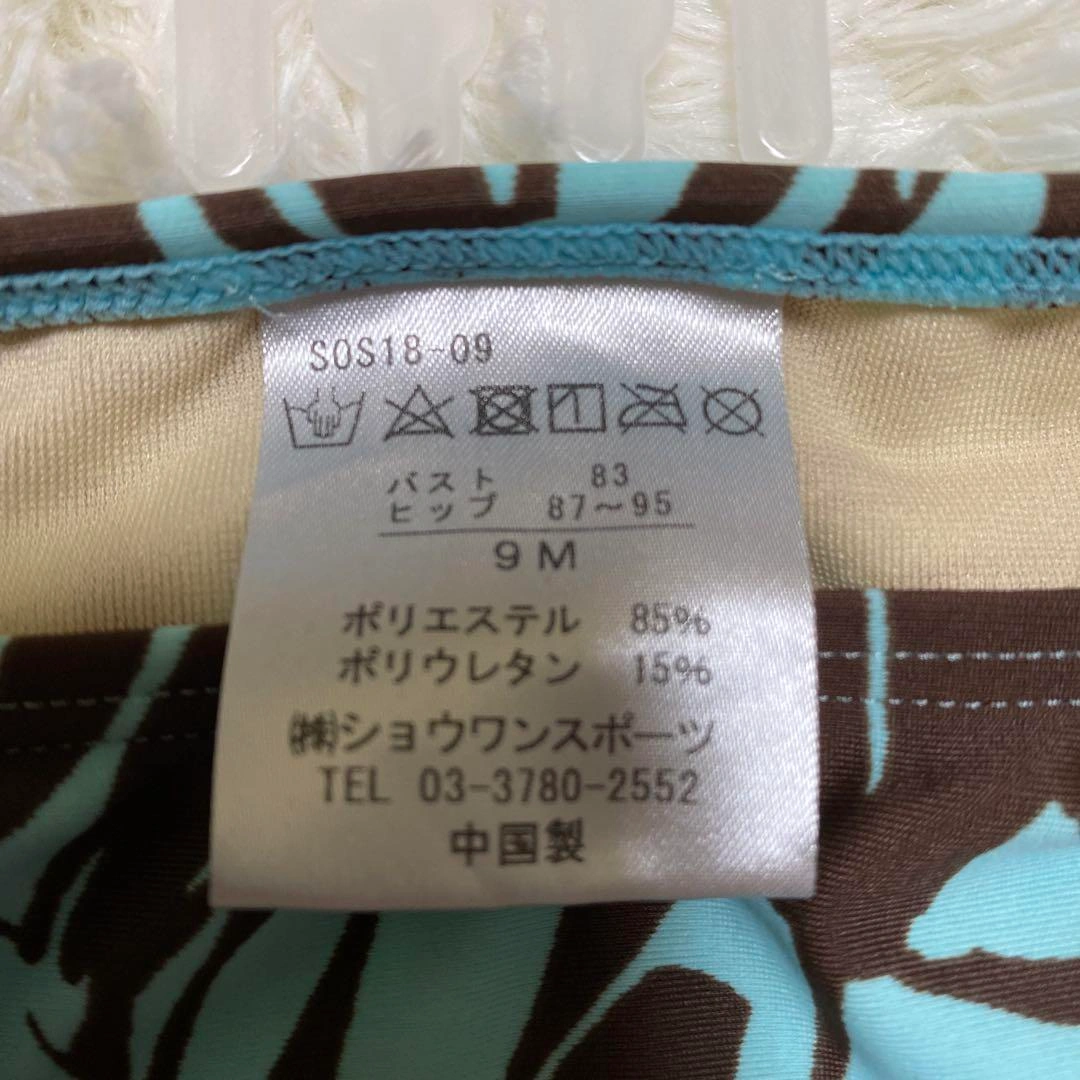 SOS18-09
バスト 83
ヒップ 87～95
9M
ポリエステル 85%
ポリウレタン 15%
㈱ショウワンスポーツ
TEL 03-3780-2552
中国製